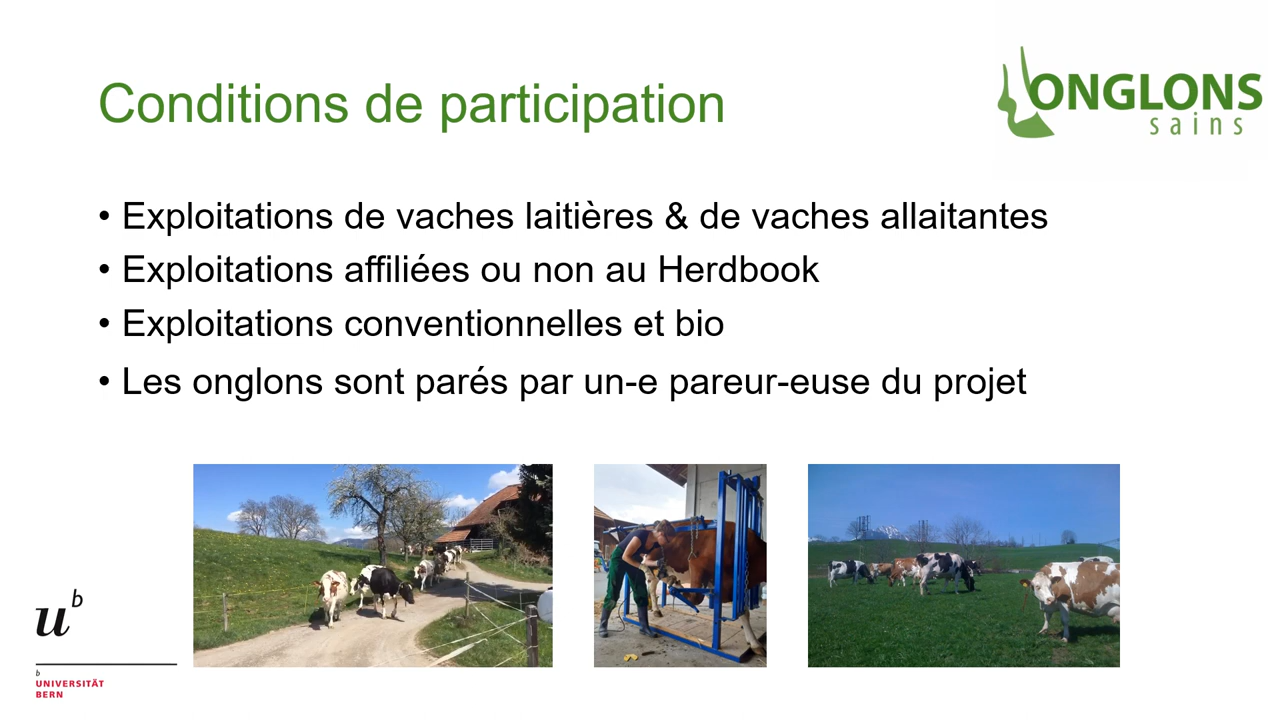 Conditions de participation
ONGLONS
sains
• Exploitations de vaches laitières & de vaches allaitantes
• Exploitations affiliées ou non au Herdbook
• Exploitations conventionnelles et bio
• Les onglons sont parés par un-e pareur-euse du projet
u b
b
UNIVERSITÄT
BERN